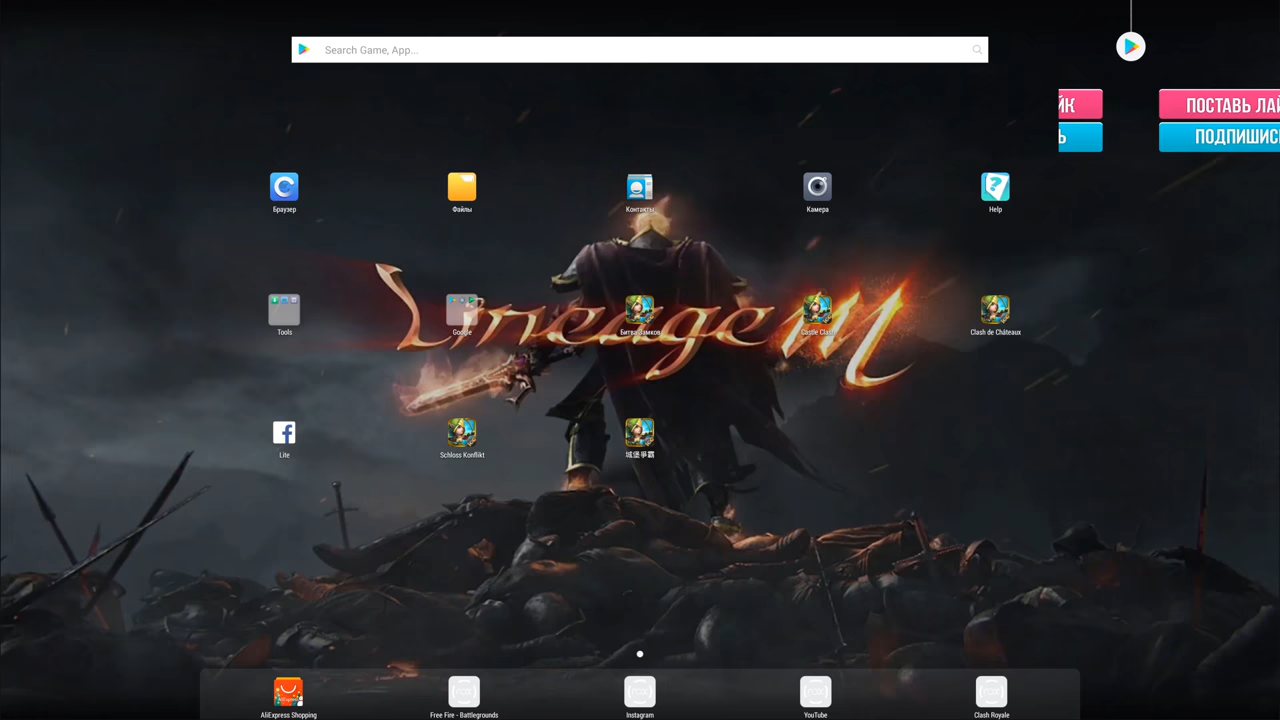 Search Game, App...
ЙК
ПОСТАВЬ ЛАЙ
Ь
ПОДПИШИС
Браузер
Файлы
Контакты
Камера
Help
Tools
Google
Битва Замков
Castle Clash
Clash de Châteaux
LineageM
Lite
Schloss Konflikt
城堡爭霸
AliExpress Shopping
Free Fire - Battlegrounds
Instagram
YouTube
Clash Royale